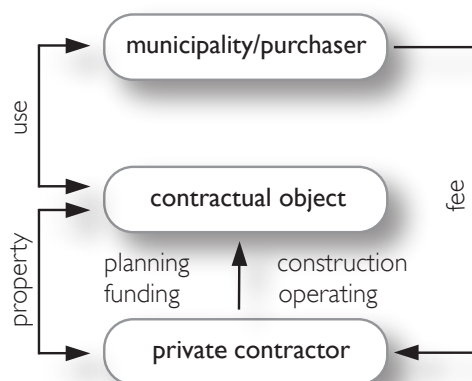 municipality/purchaser
use
contractual object
fee
property
planning
funding
construction
operating
private contractor